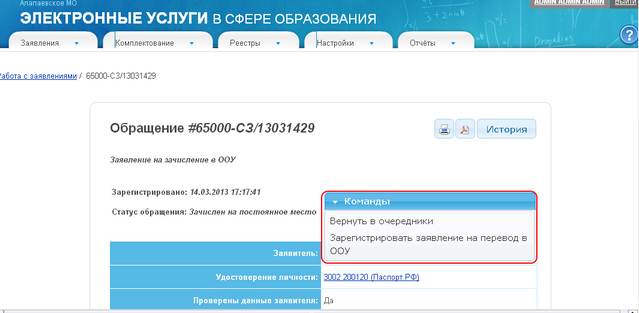 Алапаевское МО
ADMIN ADMIN ADMIN
Выйти
ЭЛЕКТРОННЫЕ УСЛУГИ В СФЕРЕ ОБРАЗОВАНИЯ
?
Заявления Комплектование Реестры Настройки Отчёты
Работа с заявлениями / 65000-СЗ/13031429
Обращение #65000-СЗ/13031429
История
Заявление на зачисление в ООУ
Зарегистрировано: 14.03.2013 17:17:41
Статус обращения: Зачислен на постоянное место
Команды
Вернуть в очередники
Зарегистрировать заявление на перевод в
ООУ
Заявитель:
Удостоверение личности: 3002 200120 (Паспорт РФ)
Проверены данные заявителя: Да